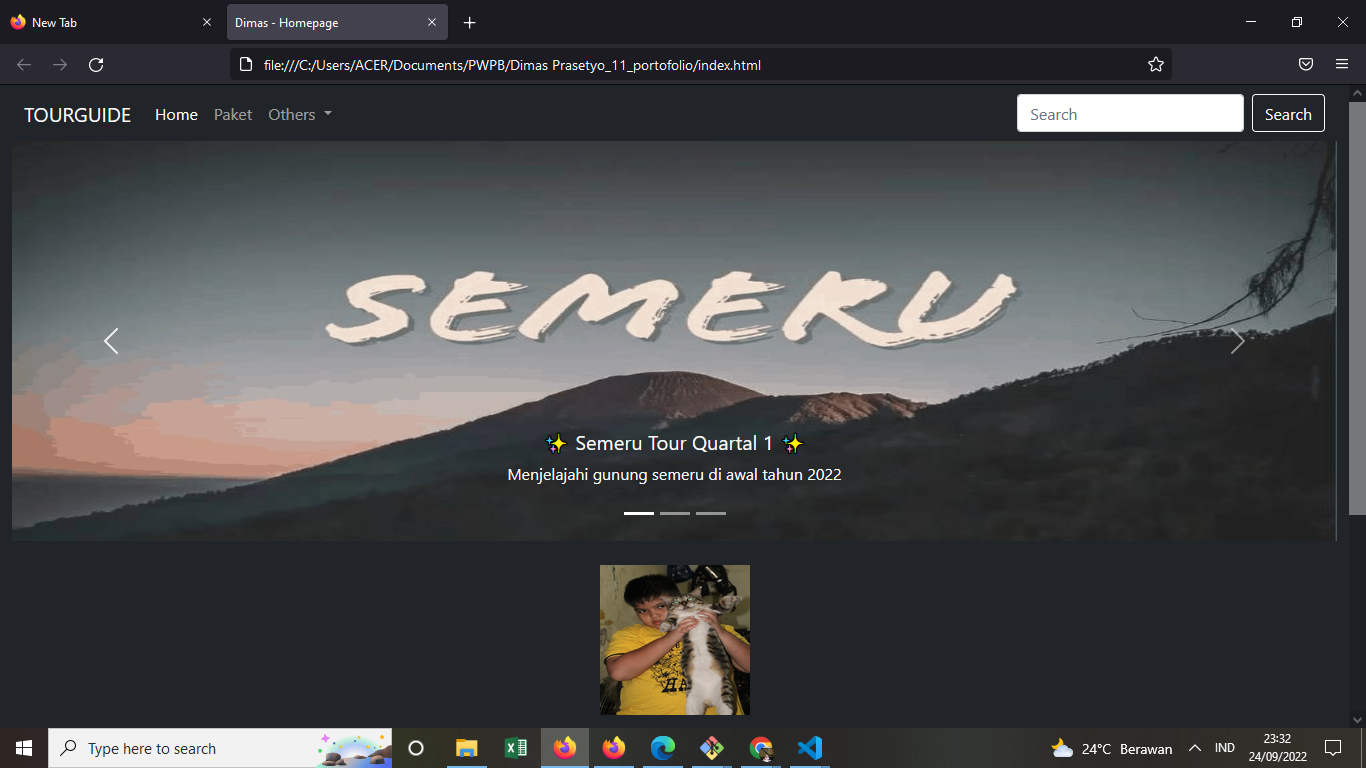 New Tab
Dimas - Homepage
file:///C:/Users/ACER/Documents/PWPB/Dimas Prasetyo_11_portofolio/index.html
TOURGUIDE Home Paket Others Search Search
SEMERU
✨ Semeru Tour Quartal 1 ✨
Menjelajahi gunung semeru di awal tahun 2022
Type here to search
24°C Berawan
IND
23:32
24/09/2022